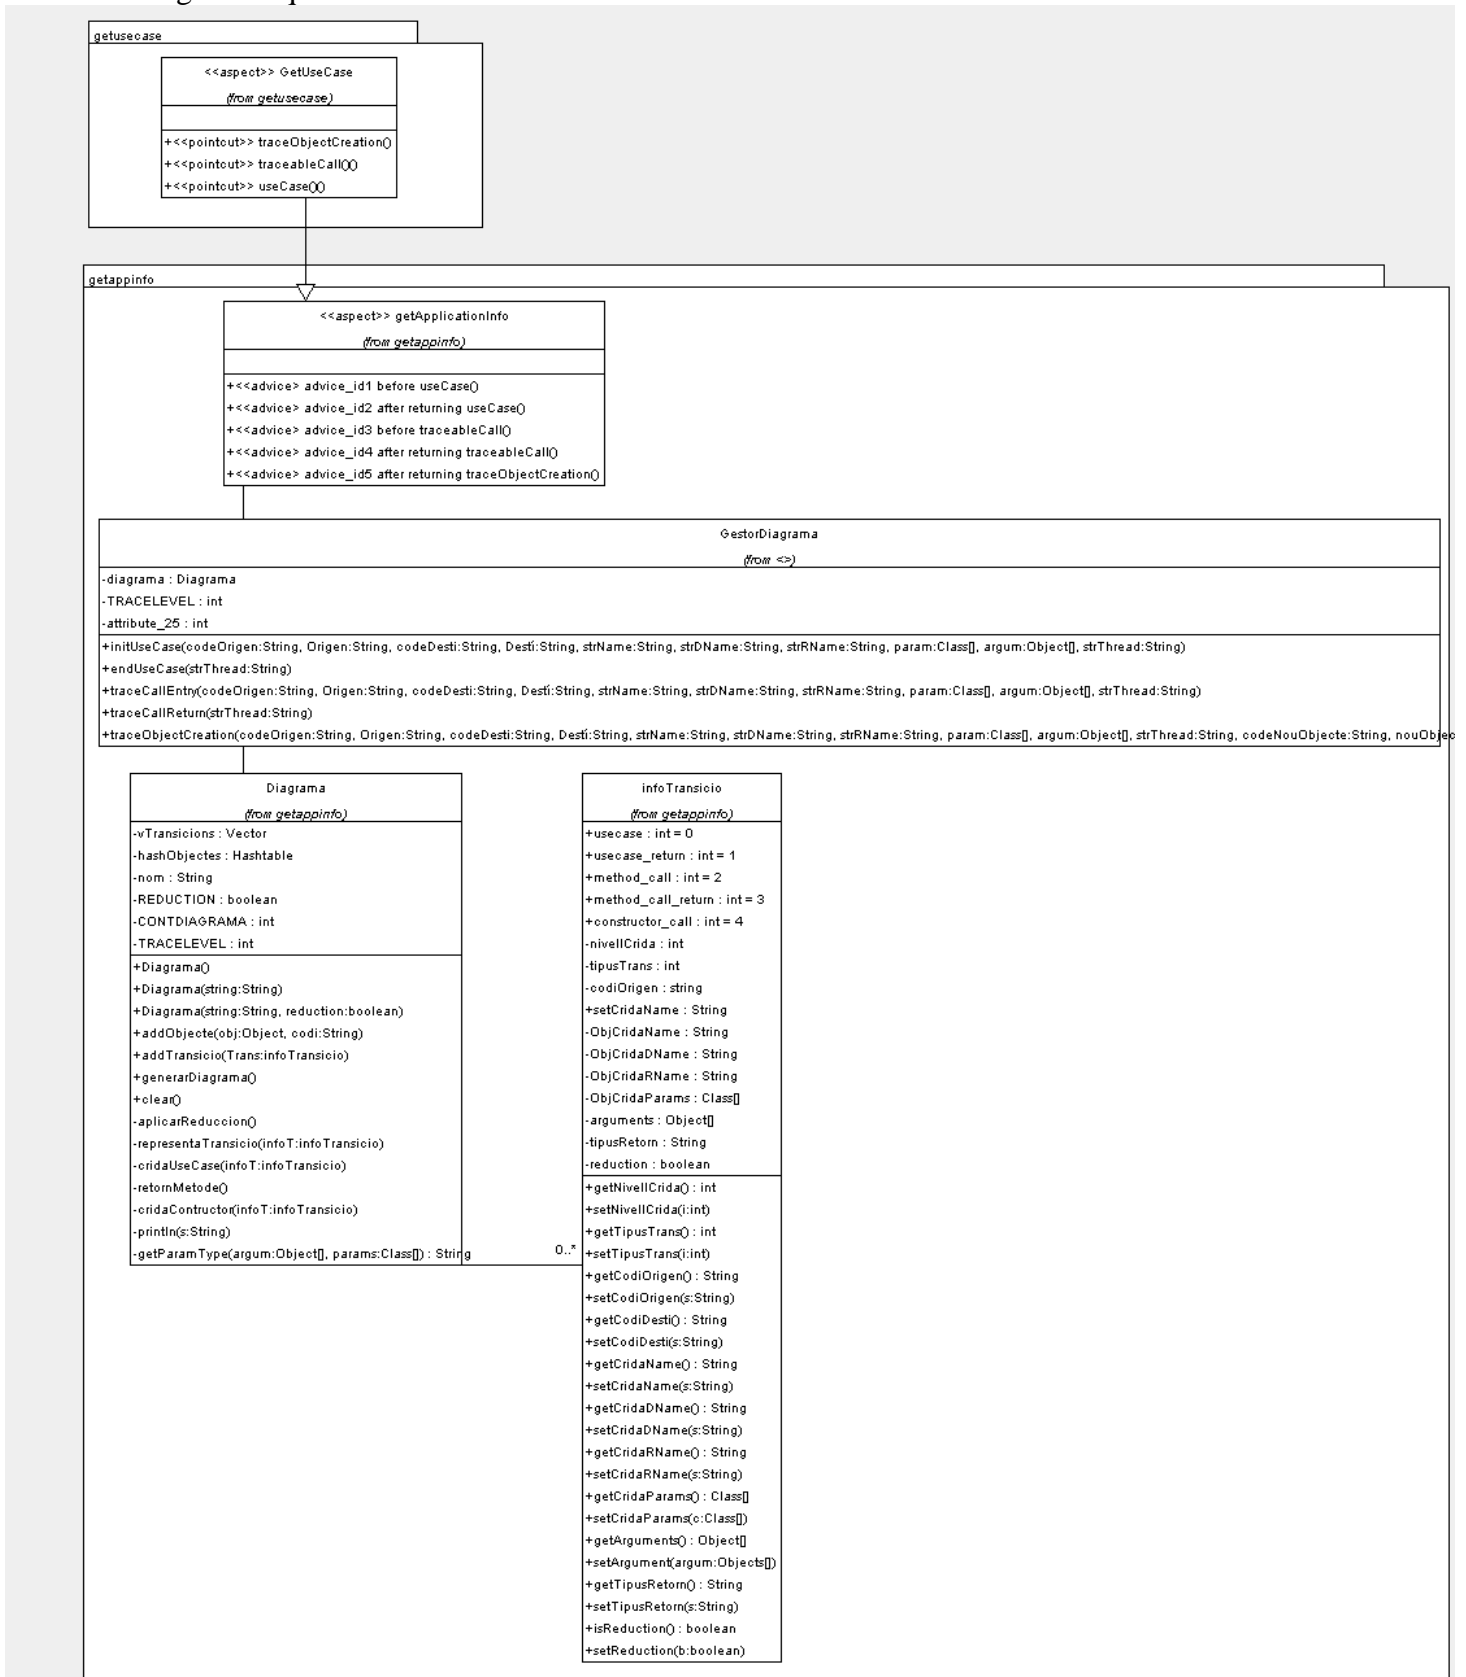 getusecase
<<aspect>> GetUseCase
(from getusecase)
+<<pointcut>> traceObjectCreation()
+<<pointcut>> traceableCall()()
+<<pointcut>> useCase()()
getappinfo
<<aspect>> getApplicationInfo
(from getappinfo)
+<<advice> advice_id1 before useCase()
+<<advice> advice_id2 after returning useCase()
+<<advice> advice_id3 before traceableCall()
+<<advice> advice_id4 after returning traceableCall()
+<<advice> advice_id5 after returning traceObjectCreation()
GestorDiagrama
(from <>)
-diagrama : Diagrama
-TRACELEVEL : int
-attribute_25 : int
+initUseCase(codeOrigen:String, Origen:String, codeDesti:String, Destí:String, strName:String, strDName:String, strRName:String, param:Class[], argum:Object[], strThread:String)
+endUseCase(strThread:String)
+traceCallEntry(codeOrigen:String, Origen:String, codeDesti:String, Destí:String, strName:String, strDName:String, strRName:String, param:Class[], argum:Object[], strThread:String)
+traceCallReturn(strThread:String)
+traceObjectCreation(codeOrigen:String, Origen:String, codeDesti:String, Destí:String, strName:String, strDName:String, strRName:String, param:Class[], argum:Object[], strThread:String, codeNouObjecte:String, nouObjec
Diagrama
(from getappinfo)
-vTransicions : Vector
-hashObjectes : Hashtable
-nom : String
-REDUCTION : boolean
-CONTDIAGRAMA : int
-TRACELEVEL : int
+Diagrama()
+Diagrama(string:String)
+Diagrama(string:String, reduction:boolean)
+addObjecte(obj:Object, codi:String)
+addTransicio(Trans:infoTransicio)
+generarDiagrama()
+clear()
-aplicarReduccion()
-representaTransicio(infoT:infoTransicio)
-cridaUseCase(infoT:infoTransicio)
-retornMetode()
-cridaContructor(infoT:infoTransicio)
-println(s:String)
-getParamType(argum:Object[], params:Class[]) : String
0..*
infoTransicio
(from getappinfo)
+usecase : int = 0
+usecase_return : int = 1
+method_call : int = 2
+method_call_return : int = 3
+constructor_call : int = 4
-nivellCrida : int
-tipusTrans : int
-codiOrigen : string
+setCridaName : String
-ObjCridaName : String
-ObjCridaDName : String
-ObjCridaRName : String
-ObjCridaParams : Class[]
-arguments : Object[]
-tipusRetorn : String
-reduction : boolean
+getNivellCrida() : int
+setNivellCrida(i:int)
+getTipusTrans() : int
+setTipusTrans(i:int)
+getCodiOrigen() : String
+setCodiOrigen(s:String)
+getCodiDesti() : String
+setCodiDesti(s:String)
+getCridaName() : String
+setCridaName(s:String)
+getCridaDName() : String
+setCridaDName(s:String)
+getCridaRName() : String
+setCridaRName(s:String)
+getCridaParams() : Class[]
+setCridaParams(c:Class[])
+getArguments() : Object[]
+setArgument(argum:Objects[])
+getTipusRetorn() : String
+setTipusRetorn(s:String)
+isReduction() : boolean
+setReduction(b:boolean)